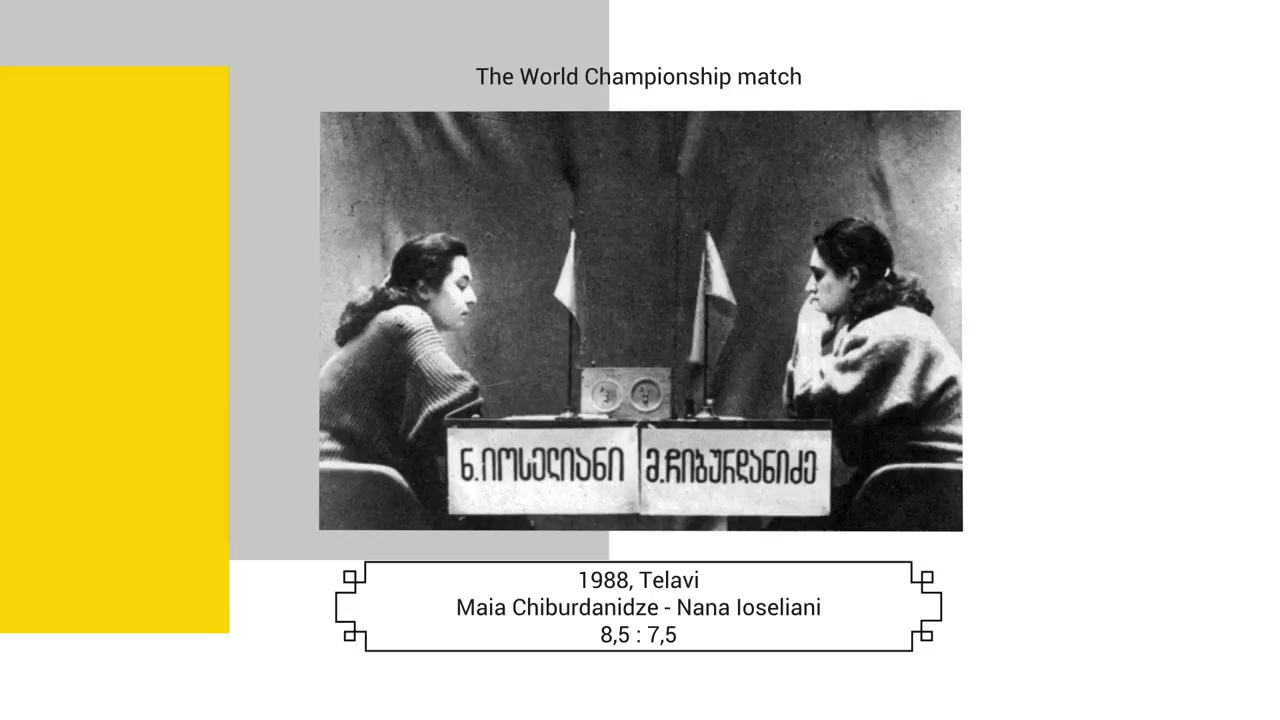 The World Championship match
ნ.იოსელიანი
მ.ჩიბურდანიძე
1988, Telavi
Maia Chiburdanidze - Nana Ioseliani
8,5 : 7,5